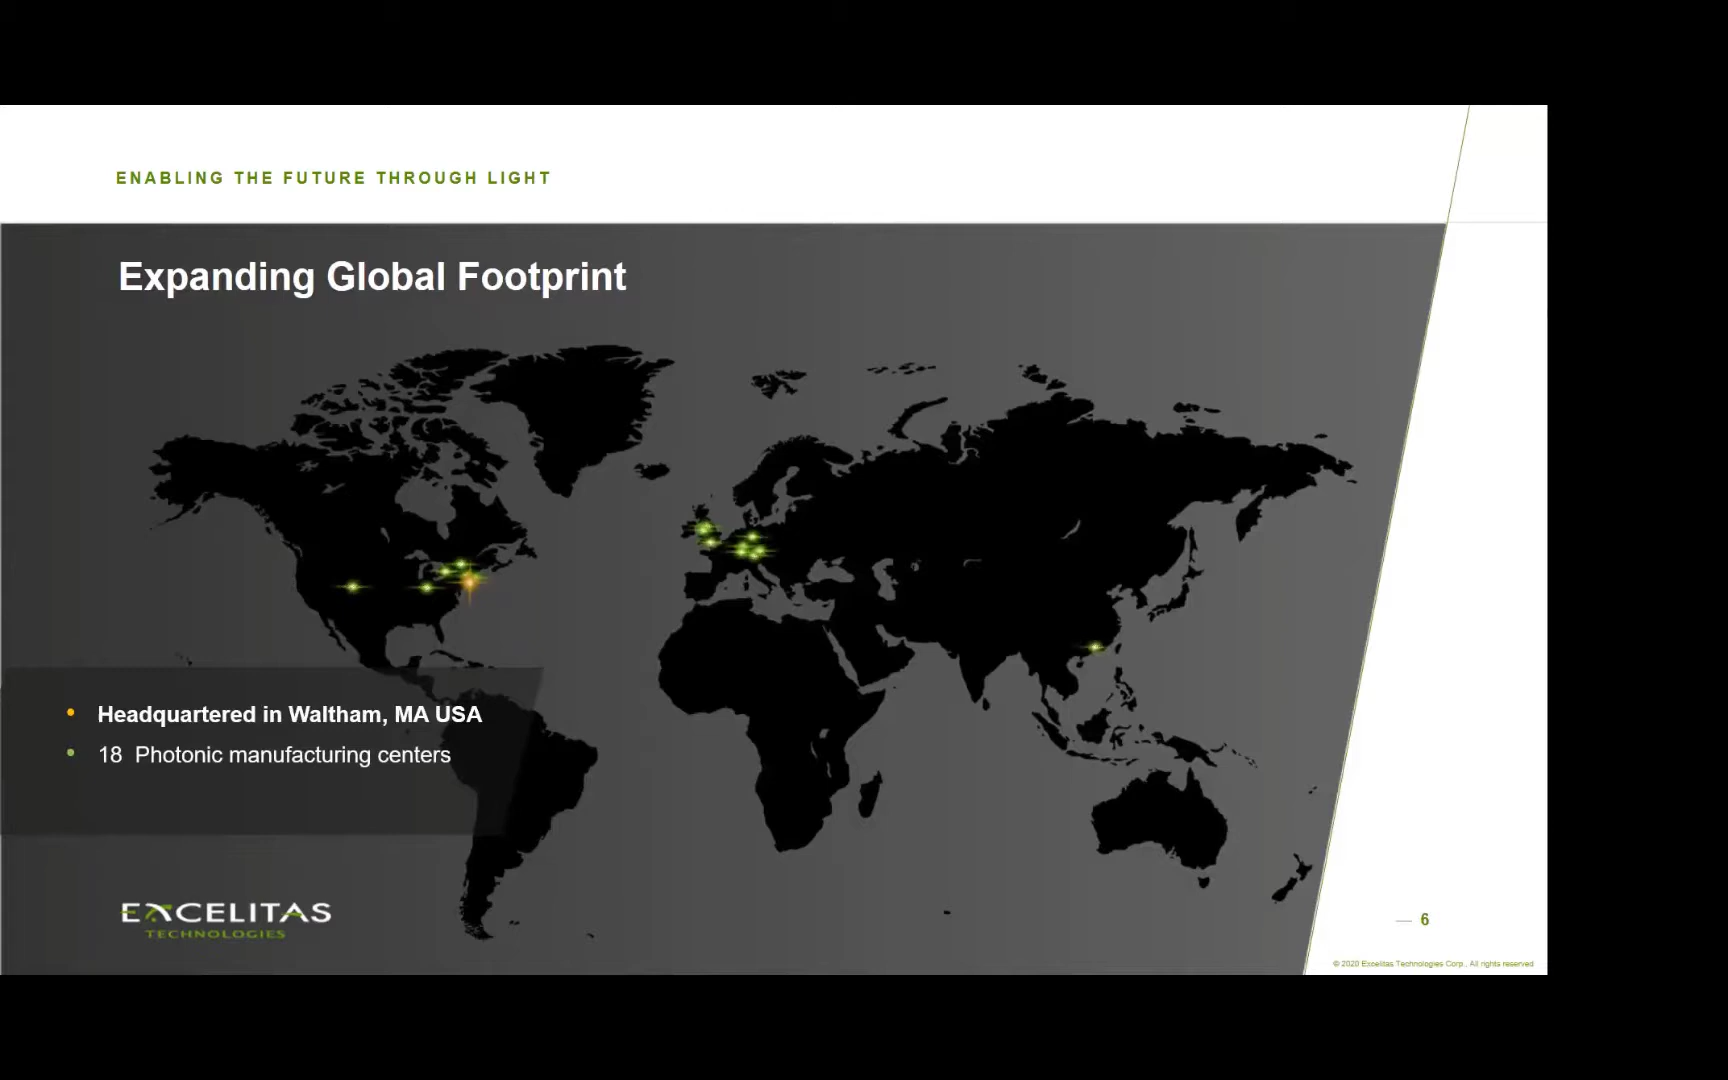 ENABLING THE FUTURE THROUGH LIGHT
Expanding Global Footprint
• Headquartered in Waltham, MA USA
• 18 Photonic manufacturing centers
EXCELITAS
TECHNOLOGIES
— 6
© 2020 Excelitas Technologies Corp., All rights reserved